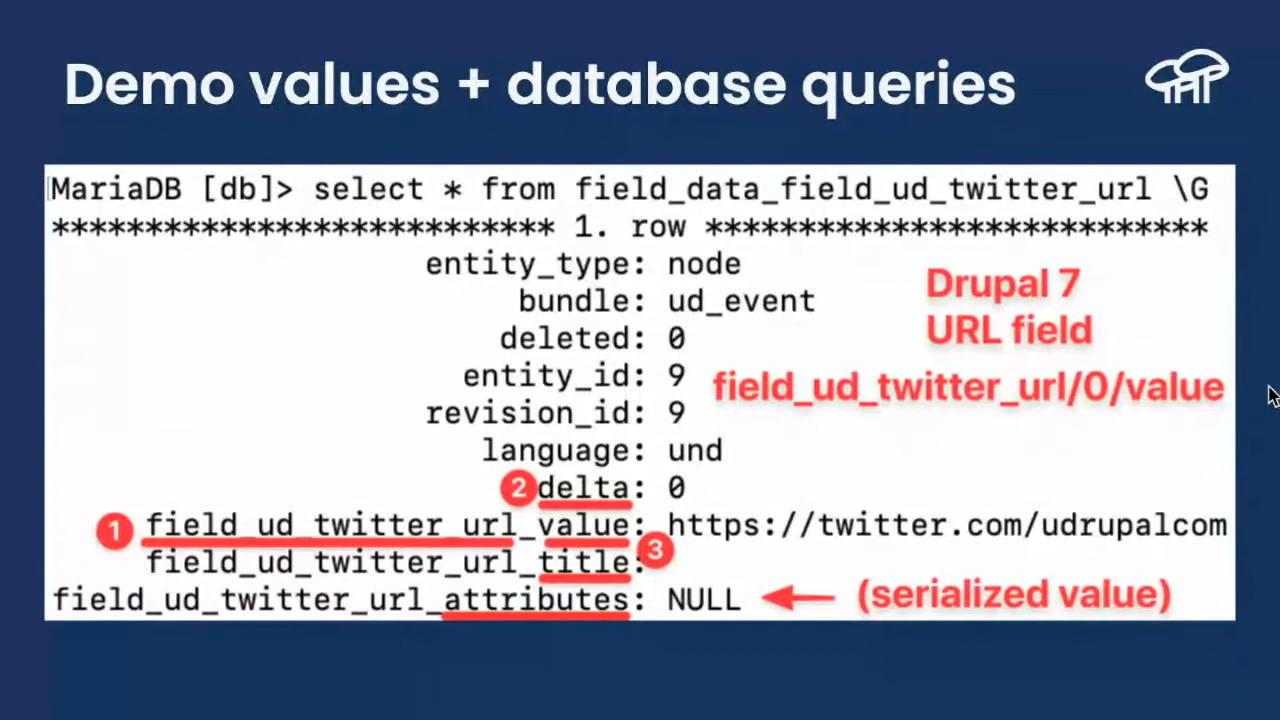 Demo values + database queries
MariaDB [db]> select * from field_data_field_ud_twitter_url \G
*************************** 1. row ***************************
entity_type: node
bundle: ud_event
deleted: 0
entity_id: 9
revision_id: 9
language: und
delta: 0
field_ud_twitter_url_value: https://twitter.com/udrupalcom
field_ud_twitter_url_title:
field_ud_twitter_url_attributes: NULL
Drupal 7
URL field
field_ud_twitter_url/0/value
2
1
3
(serialized value)